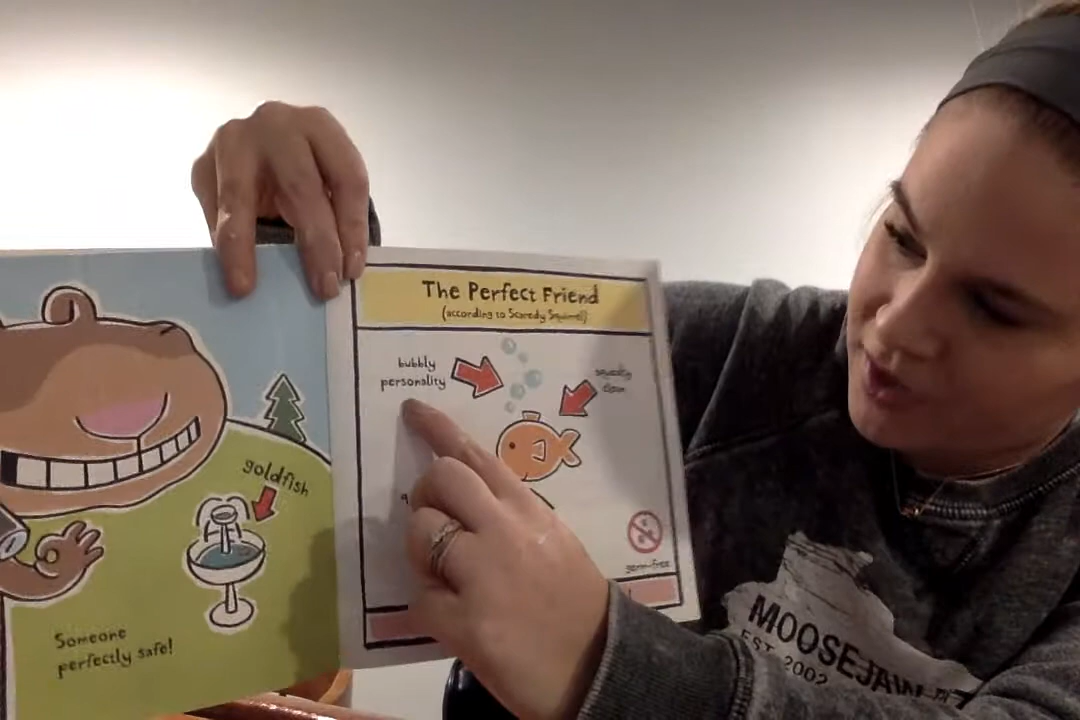 goldfish
Someone
perfectly safe!
The Perfect Friend
(according to Scaredy Squirrel)
bubbly
personality
squeaky
clean
germ-free
MOOSEJAW
EST. 2002